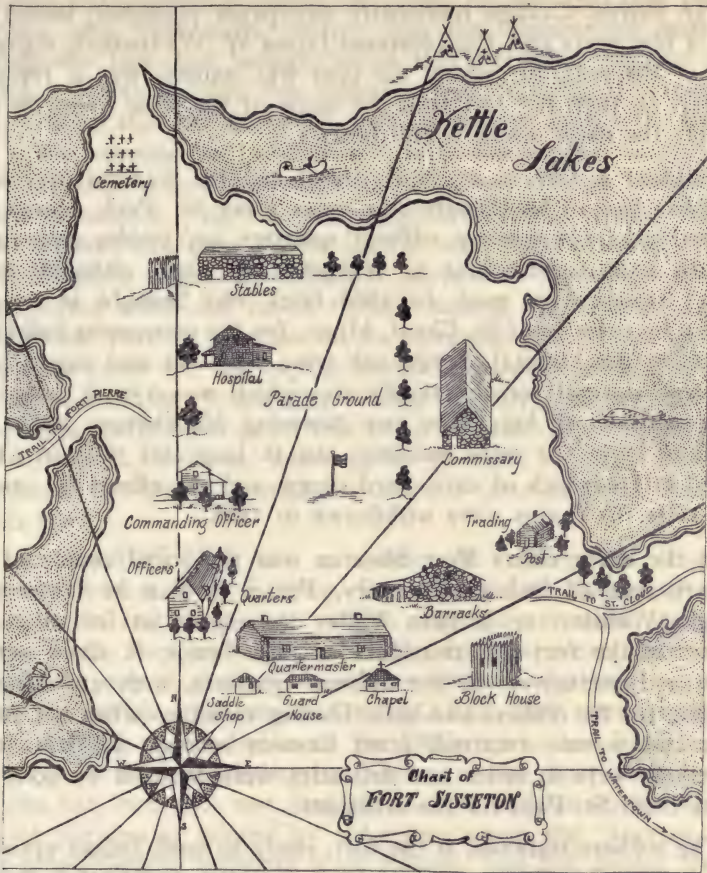 Kettle
Lakes
Cemetery
Stables
Hospital
Parade Ground
TRAIL TO FORT PIERRE
Commissary
Commanding Officer
Trading
Post
Officers'
Quarters
Barracks
TRAIL TO ST. CLOUD
Quartermaster
Saddle
Shop
Guard
House
Chapel
Block House
TRAIL TO WATERTOWN
N
W
E
S
Chart of
FORT SISSETON